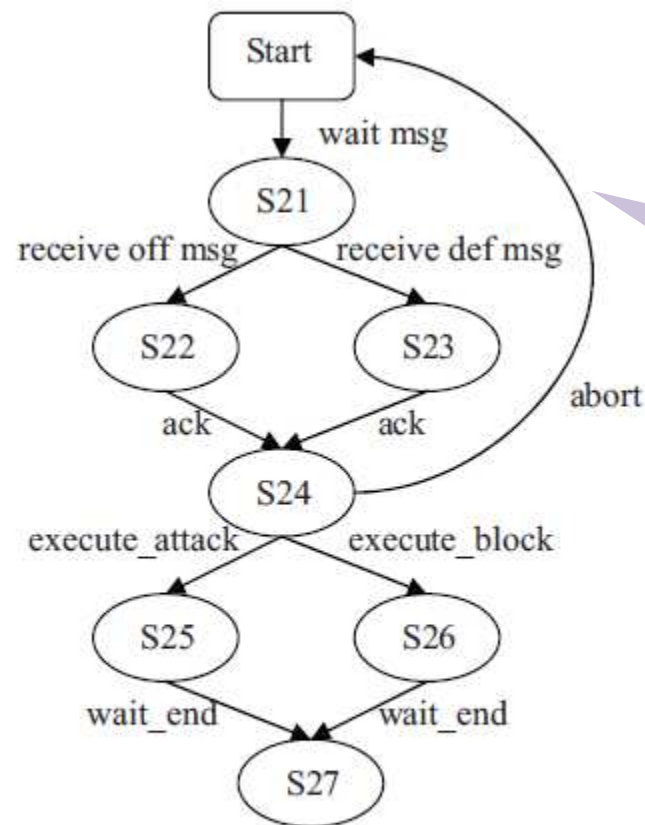 Start
wait msg
S21
receive off msg
receive def msg
S22
S23
abort
ack
ack
S24
execute_attack
execute_block
S25
S26
wait_end
wait_end
S27